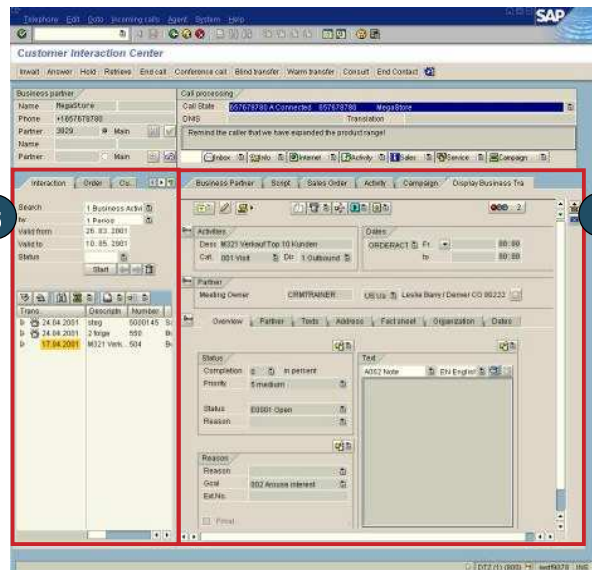 Telephone Edit Goto Incoming calls Agent System Help
SAP
Customer Interaction Center
Inwait Answer Hold Retrieve End call Conference call Blind transfer Warm transfer Consult End Contact
Business partner
Call processing
Name MegaStore
Call State 657678780 A Connected 657678780 MegaStore
Phone +1657678780
DNIS Translation
Partner 3029 Main
Remind the caller that we have expanded the product range!
Name
Partner Main
Inbox Internet Activity Sales Service Campaign
Interaction Order Cu..
Business Partner Script Sales Order Activity Campaign Display Business Tra
Search 1 Business Activi
by 1 Period
Valid from 26.03.2001
Valid to 10.05.2001
Status
Start
2
Activities
Dates
Desc M321 Verkauf Top 10 Kunden
ORDERACT Fr. 00:00
Cat. 001 Visit Dir 1 Outbound
to 00:00
Partner
Meeting Owner CRMTRAINER Leslie Barry / Denver CO 80233
Trans.. Descriptn Number
24.04.2001 steg 5000145
24.04.2001 2 folge 550
17.04.2001 M321 Verk.. 504
Overview Partner Texts Address Fact sheet Organization Dates
Status
Text
Completion 0 in percent
A002 Note EN English
Priority 5 medium
Status E0001 Open
Reason
Reason
Reason
Goal 002 Arouse interest
Ext.No.
DTZ (1) (800) INS